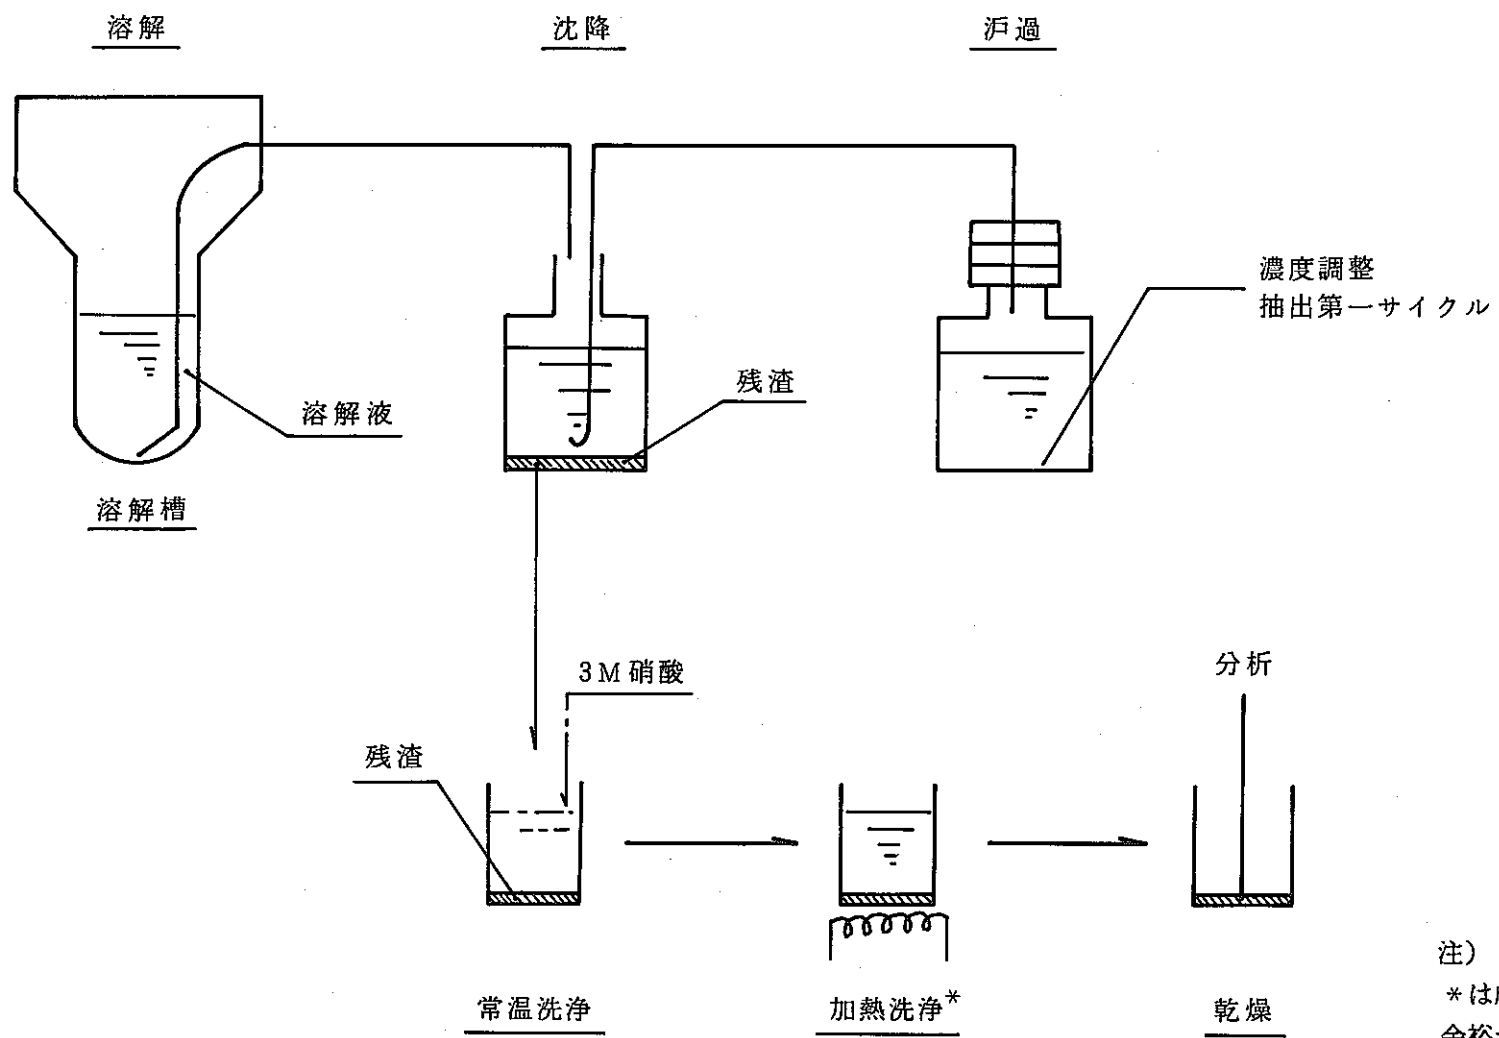 溶解
沈降
沪過
濃度調整
抽出第一サイクル
残渣
溶解液
溶解槽
3M硝酸
分析
残渣
注)
*は
常温洗浄
加熱洗浄*
乾燥